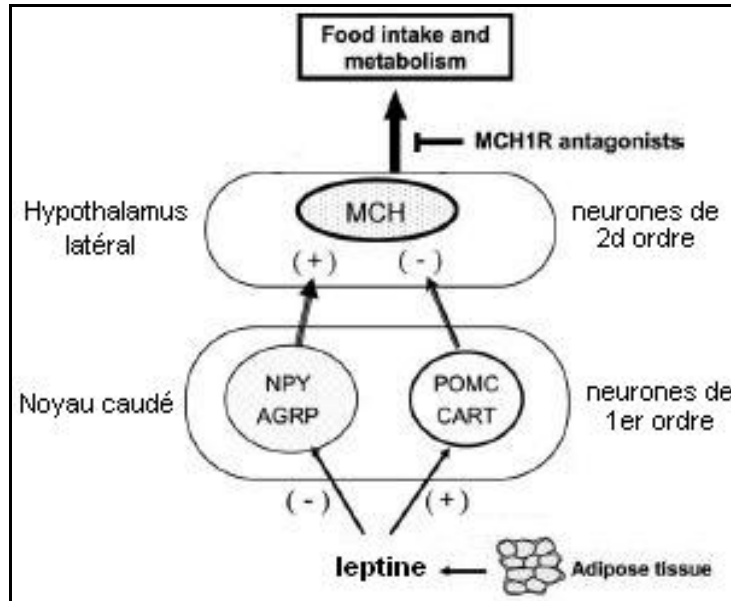 Food intake and
metabolism
MCH1R antagonists
Hypothalamus
latéral
MCH
neurones de
2d ordre
( + )
( - )
Noyau caudé
NPY
AGRP
POMC
CART
neurones de
1er ordre
( - )
( + )
leptine
Adipose tissue